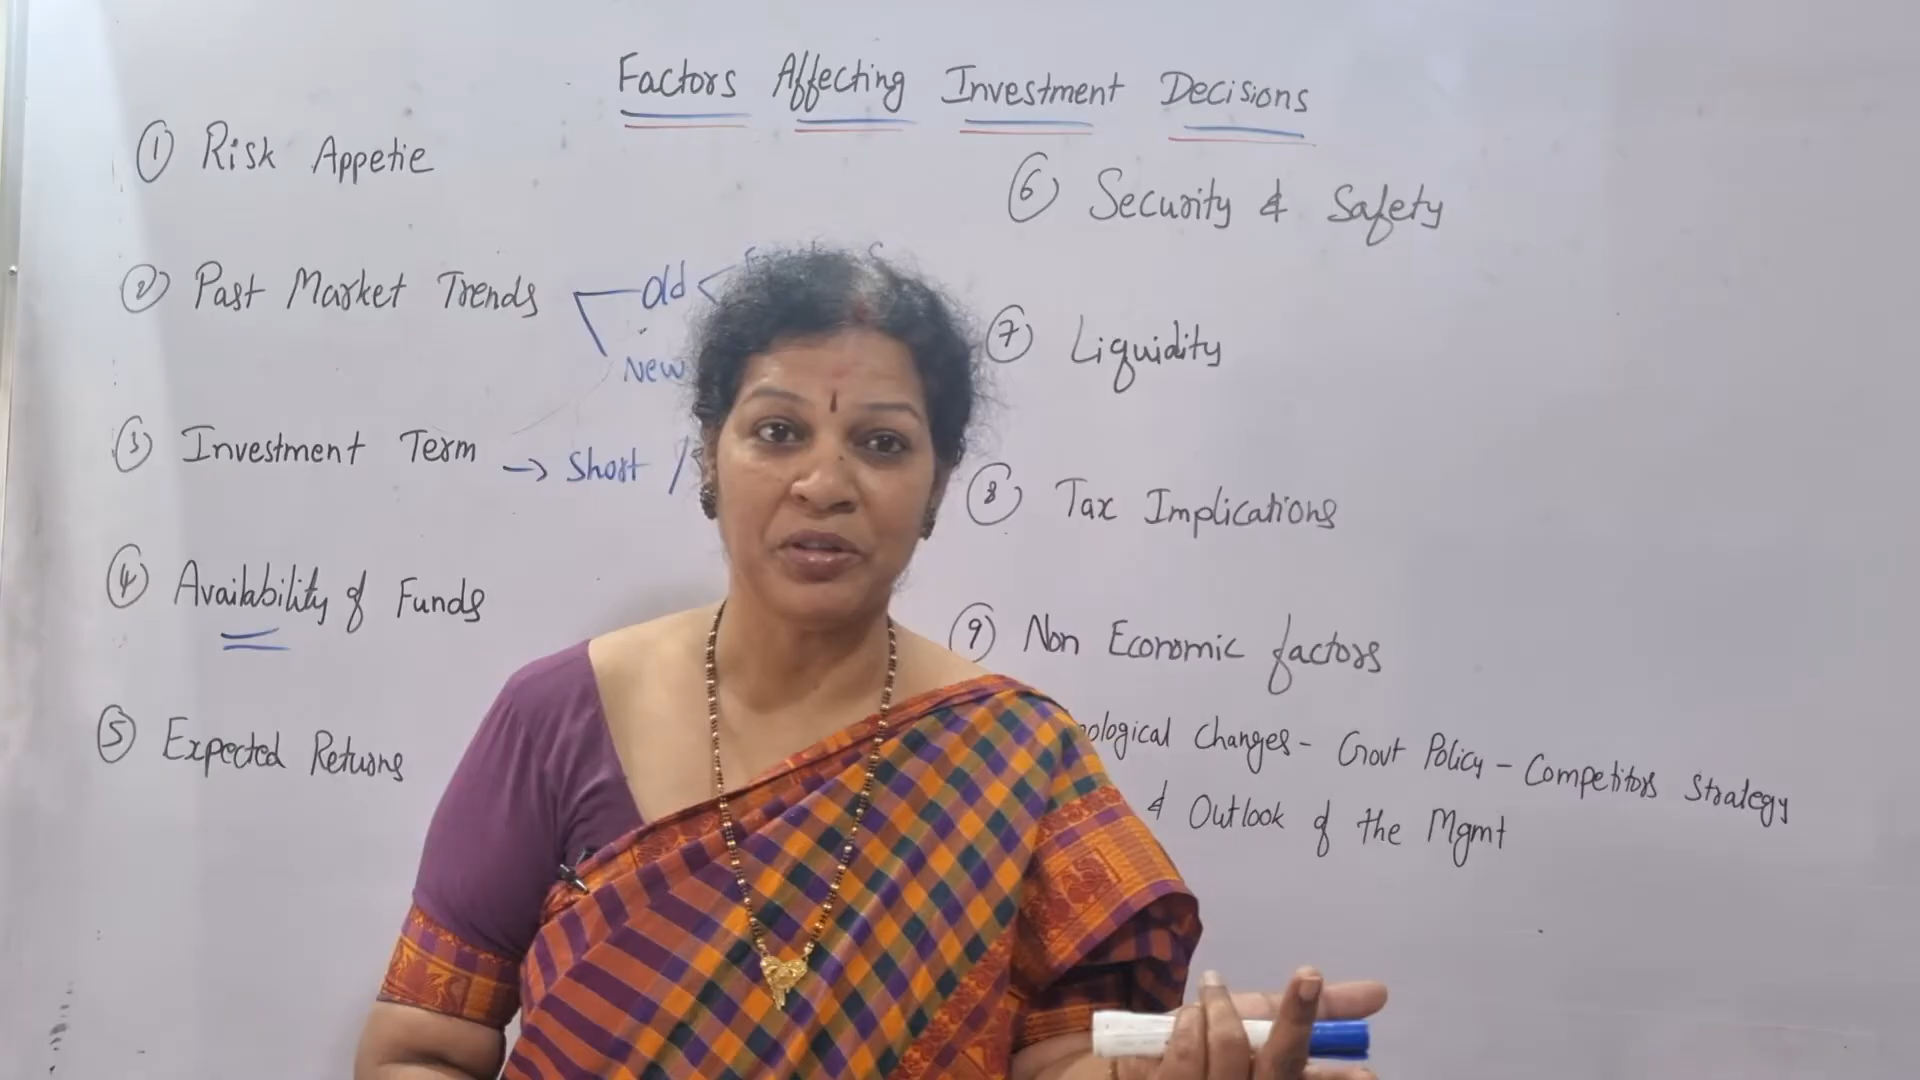 Factors Affecting Investment Decisions
① Risk Appetie
② Past Market Trends
Old
New
③ Investment Term → Short /
④ Availability of Funds
⑤ Expected Returns
⑥ Security & Safety
⑦ Liquidity
⑧ Tax Implications
⑨ Non Economic factors
ological Changes - Govt Policy - Competitors Strategy
& Outlook of the Mgmt